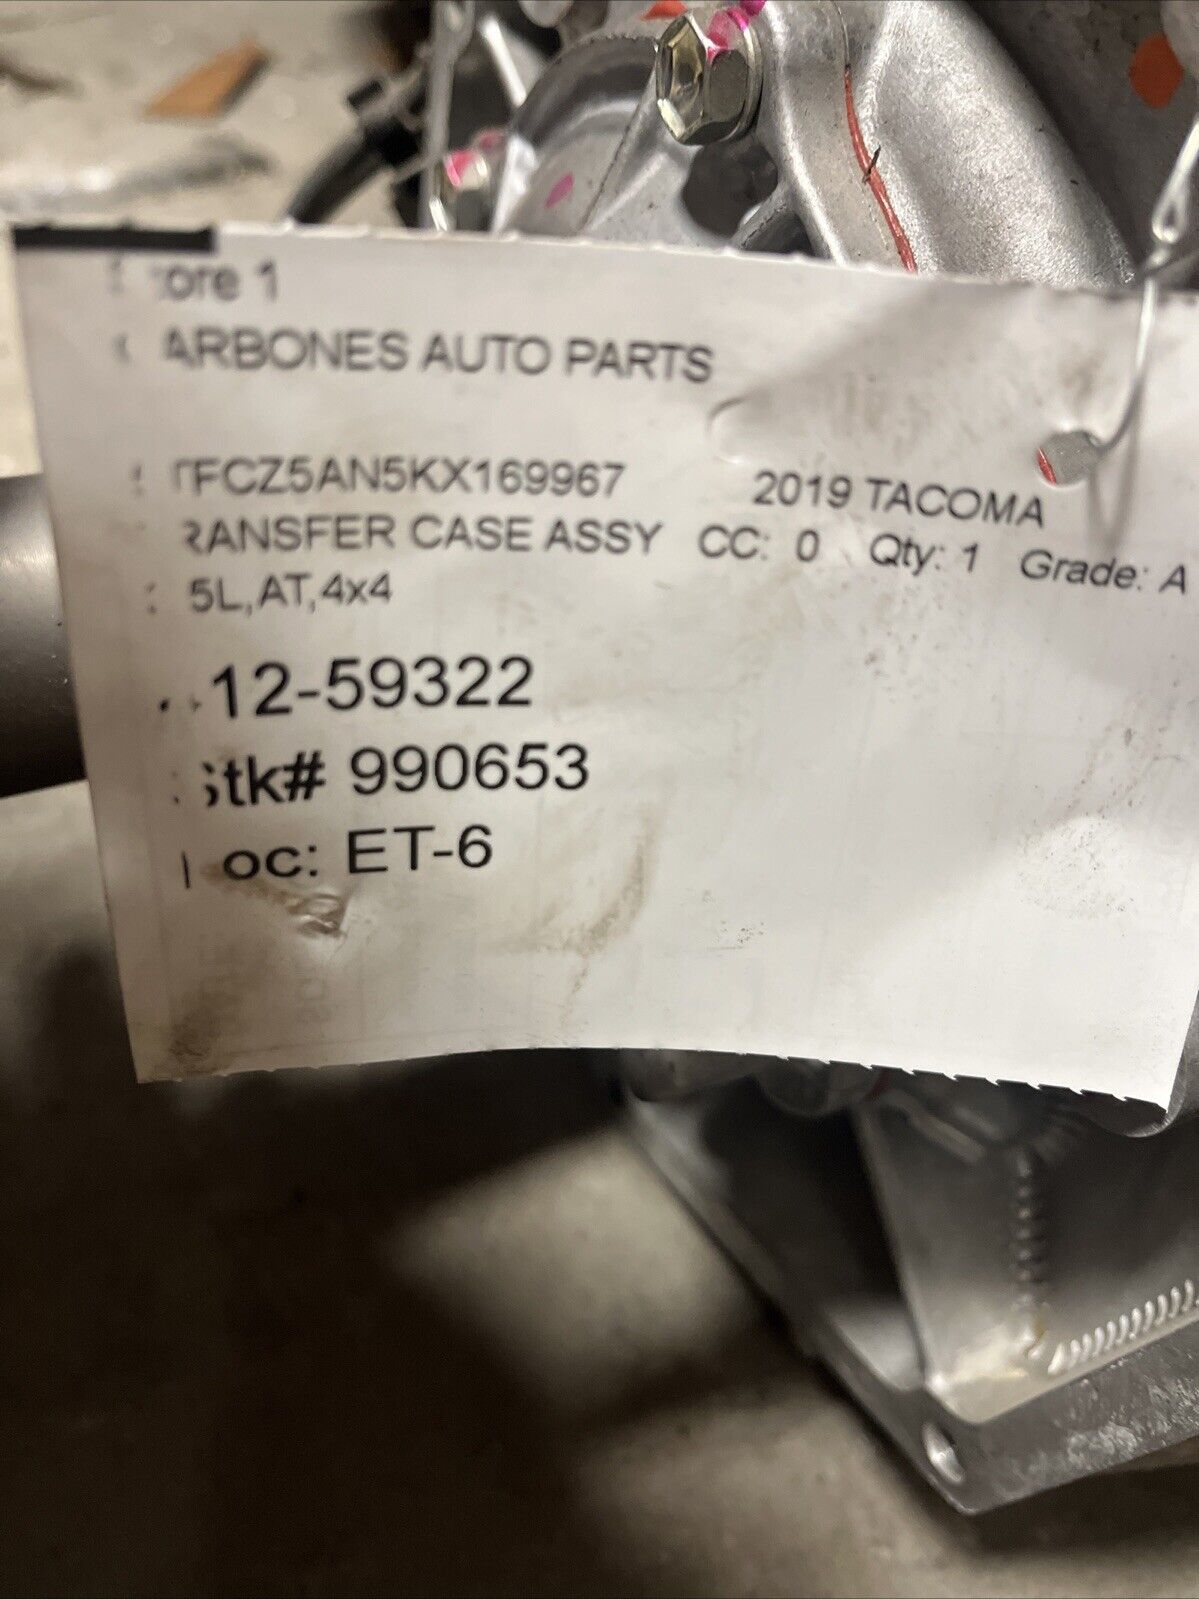 ore 1
ARBONES AUTO PARTS
TFCZ5AN5KX169967 2019 TACOMA
RANSFER CASE ASSY CC: 0 Qty: 1 Grade: A
5L,AT,4x4
12-59322
Stk# 990653
oc: ET-6